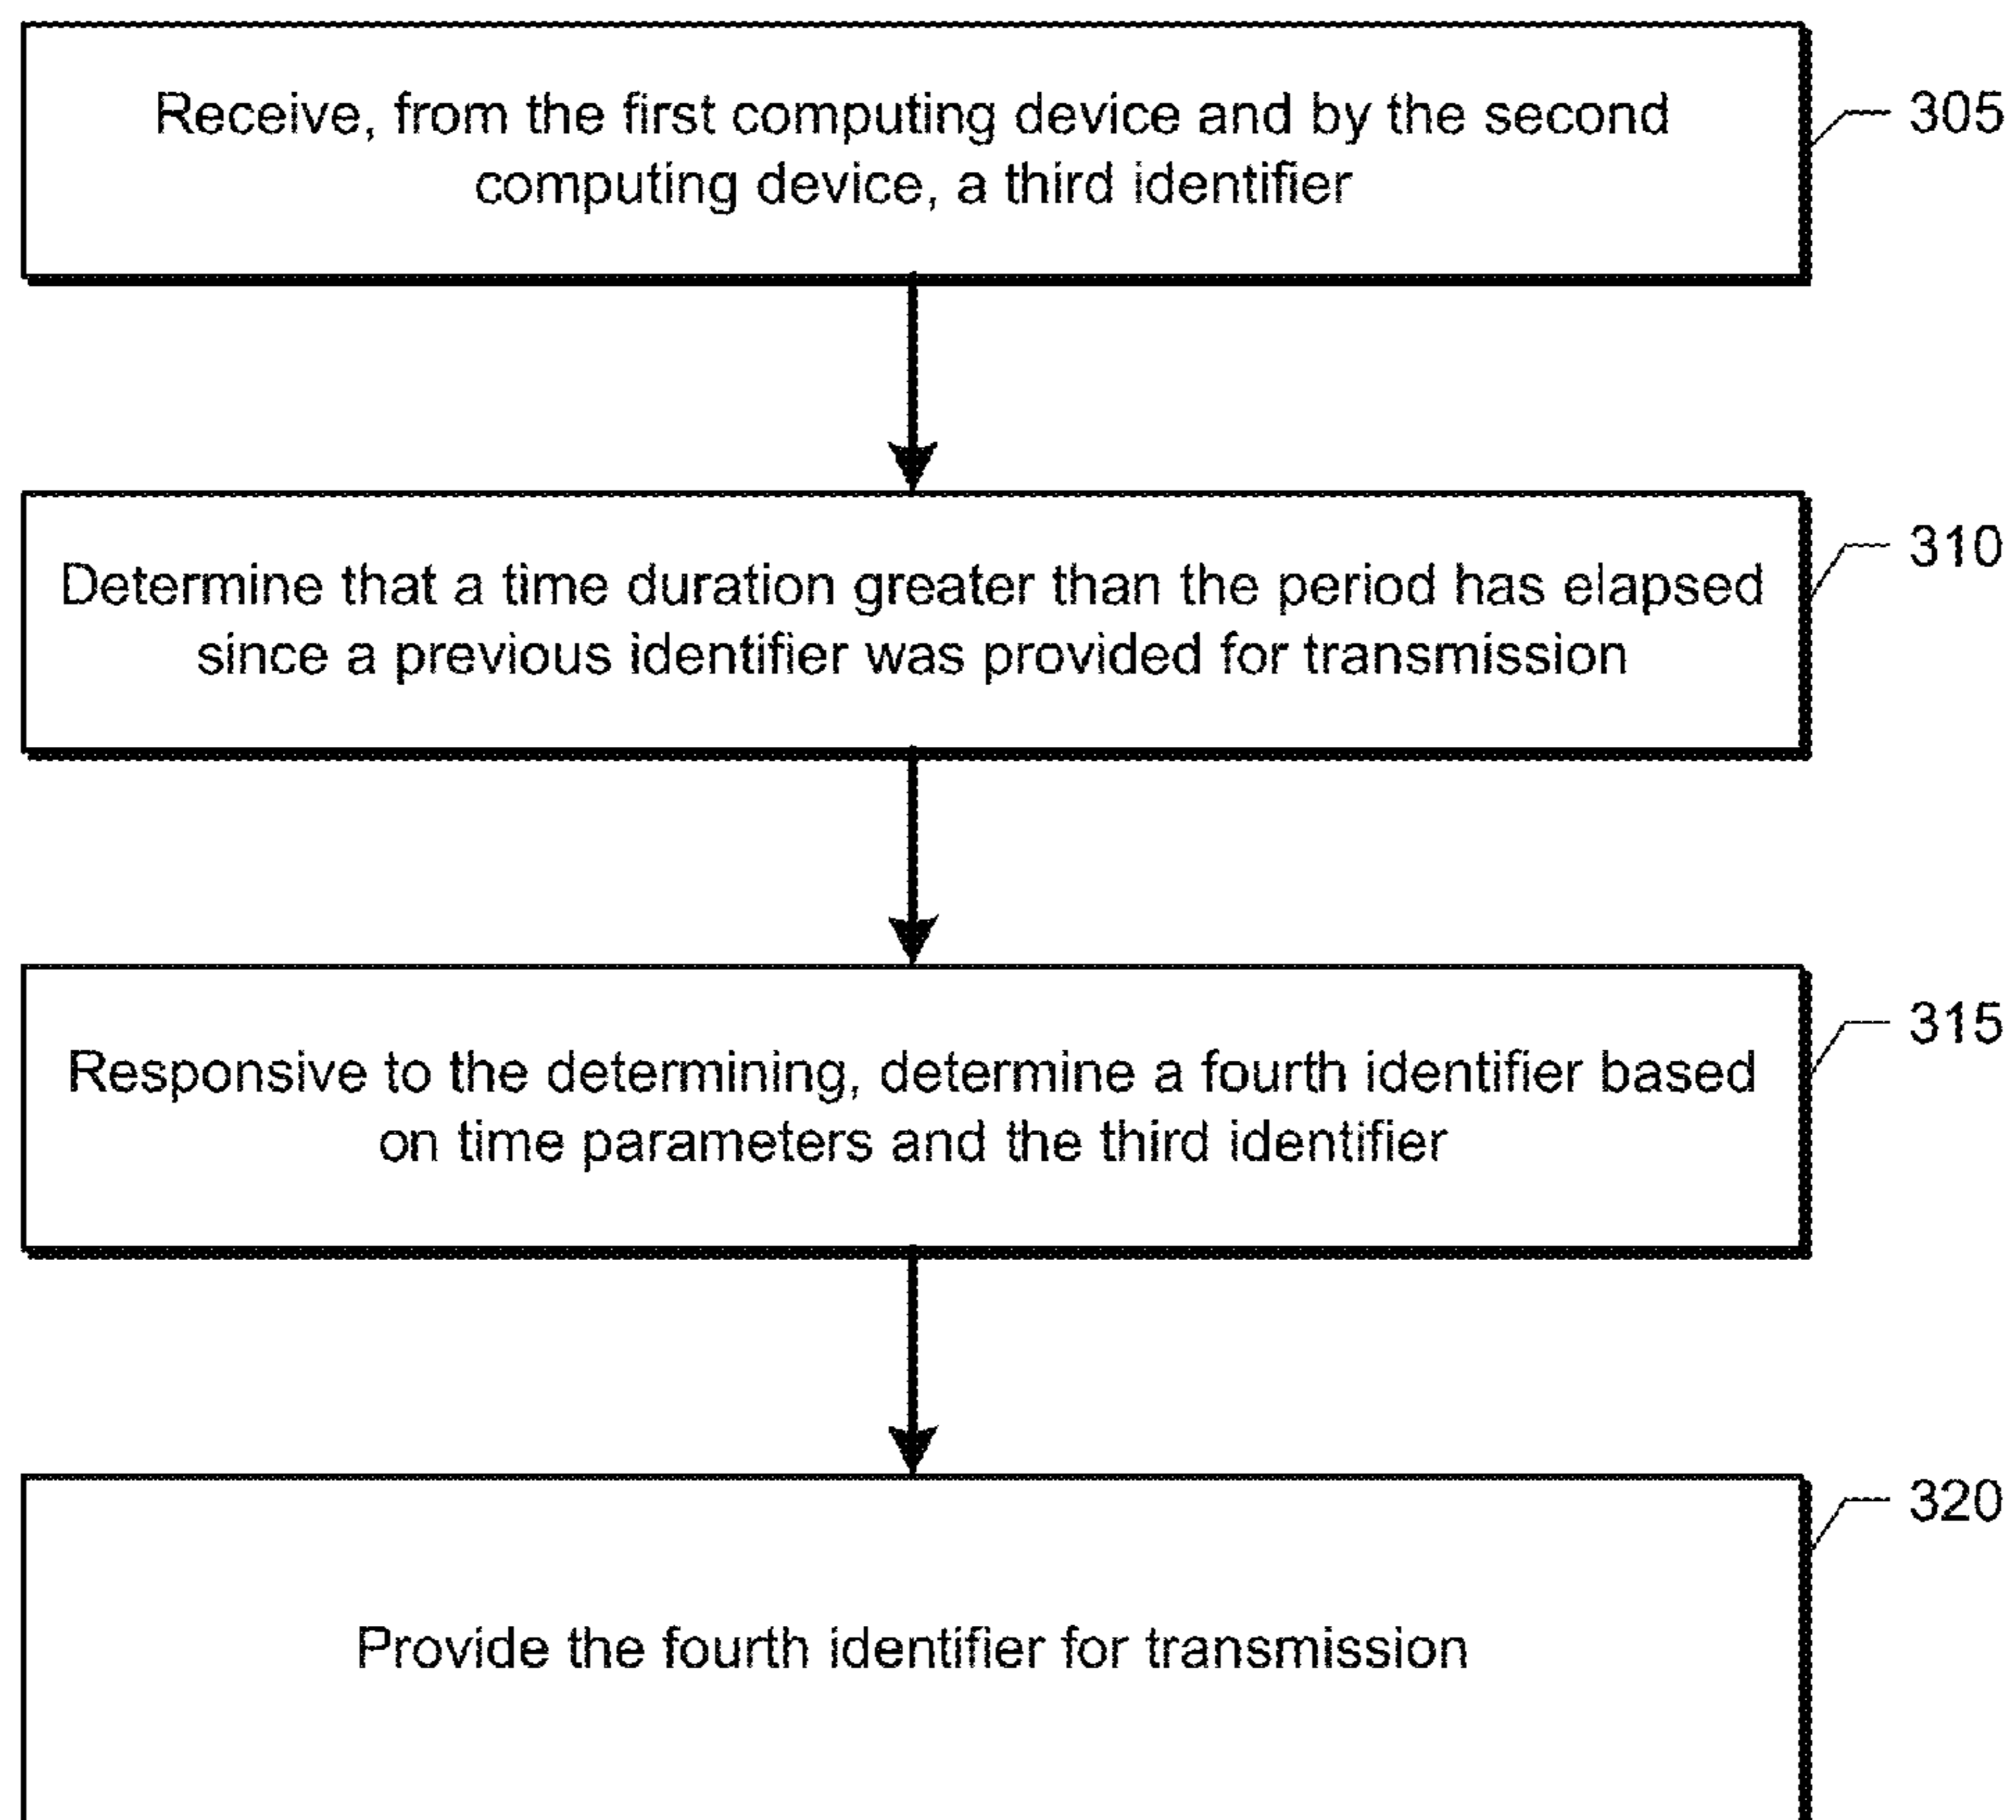 Receive, from the first computing device and by the second
computing device, a third identifier
305
Determine that a time duration greater than the period has elapsed
since a previous identifier was provided for transmission
310
Responsive to the determining, determine a fourth identifier based
on time parameters and the third identifier
315
Provide the fourth identifier for transmission
320